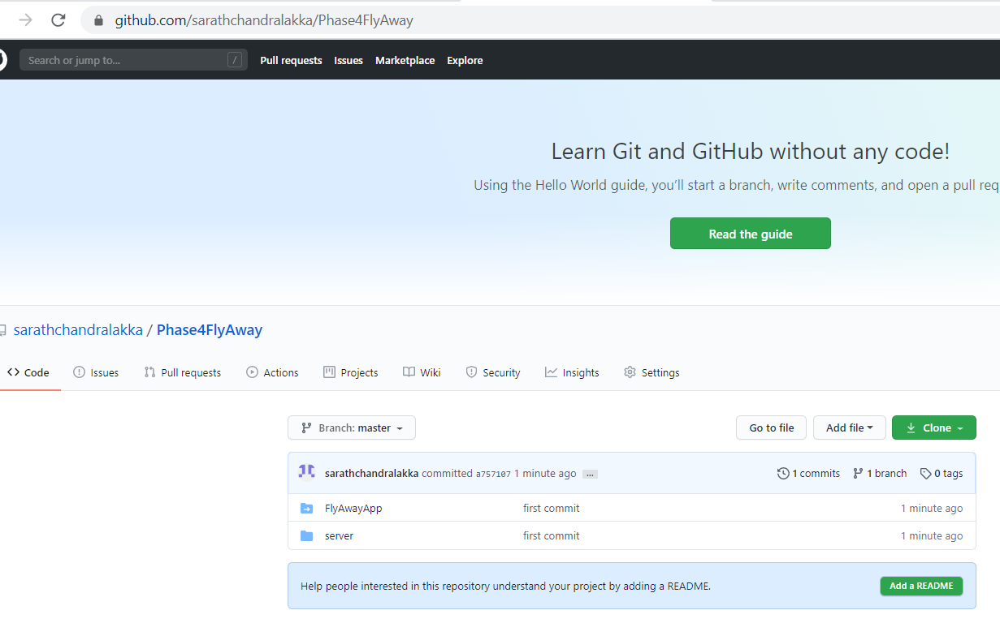 github.com/sarathchandralakka/Phase4FlyAway
Search or jump to... /
Pull requests Issues Marketplace Explore
Learn Git and GitHub without any code!
Using the Hello World guide, you’ll start a branch, write comments, and open a pull req
Read the guide
sarathchandralakka / Phase4FlyAway
Code Issues Pull requests Actions Projects Wiki Security Insights Settings
Branch: master Go to file Add file Clone
sarathchandralakka committed a757107 1 minute ago ... 1 commits 1 branch 0 tags
FlyAwayApp first commit 1 minute ago
server first commit 1 minute ago
Help people interested in this repository understand your project by adding a README. Add a README